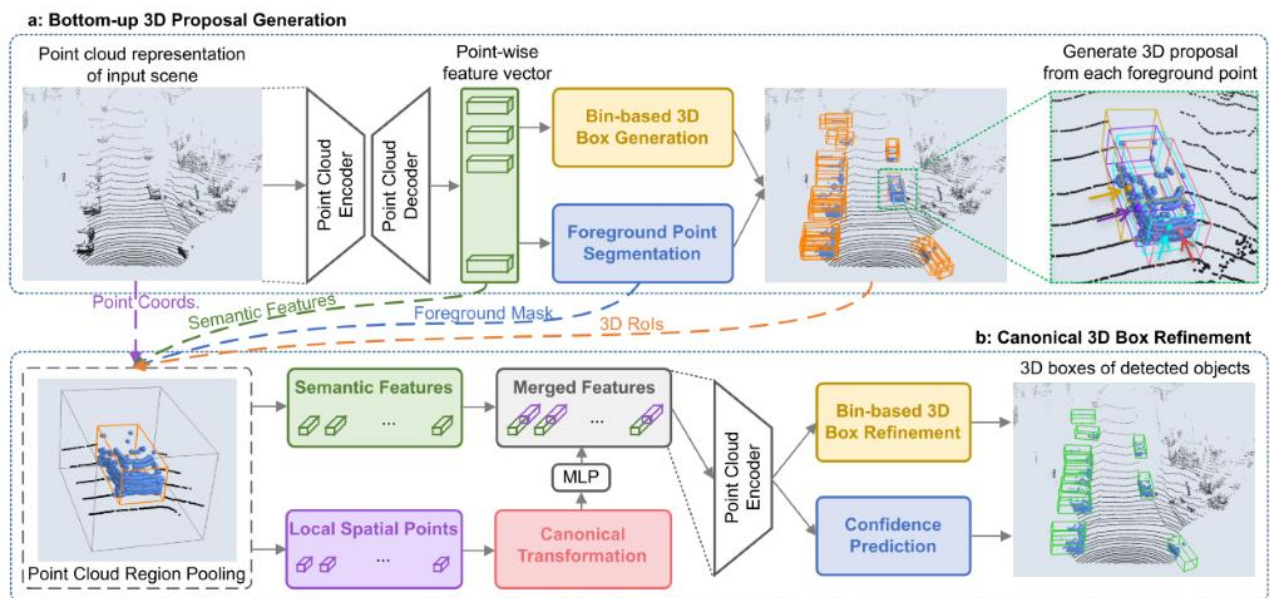 a: Bottom-up 3D Proposal Generation
Point cloud representation
of input scene
Point Cloud
Encoder
Point Cloud
Decoder
Point-wise
feature vector
Bin-based 3D
Box Generation
Foreground Point
Segmentation
Generate 3D proposal
from each foreground point
Point Coords.
Semantic Features
Foreground Mask
3D RoIs
b: Canonical 3D Box Refinement
Point Cloud Region Pooling
Semantic Features
...
Local Spatial Points
...
Merged Features
...
MLP
Canonical
Transformation
Point Cloud
Encoder
Bin-based 3D
Box Refinement
Confidence
Prediction
3D boxes of detected objects